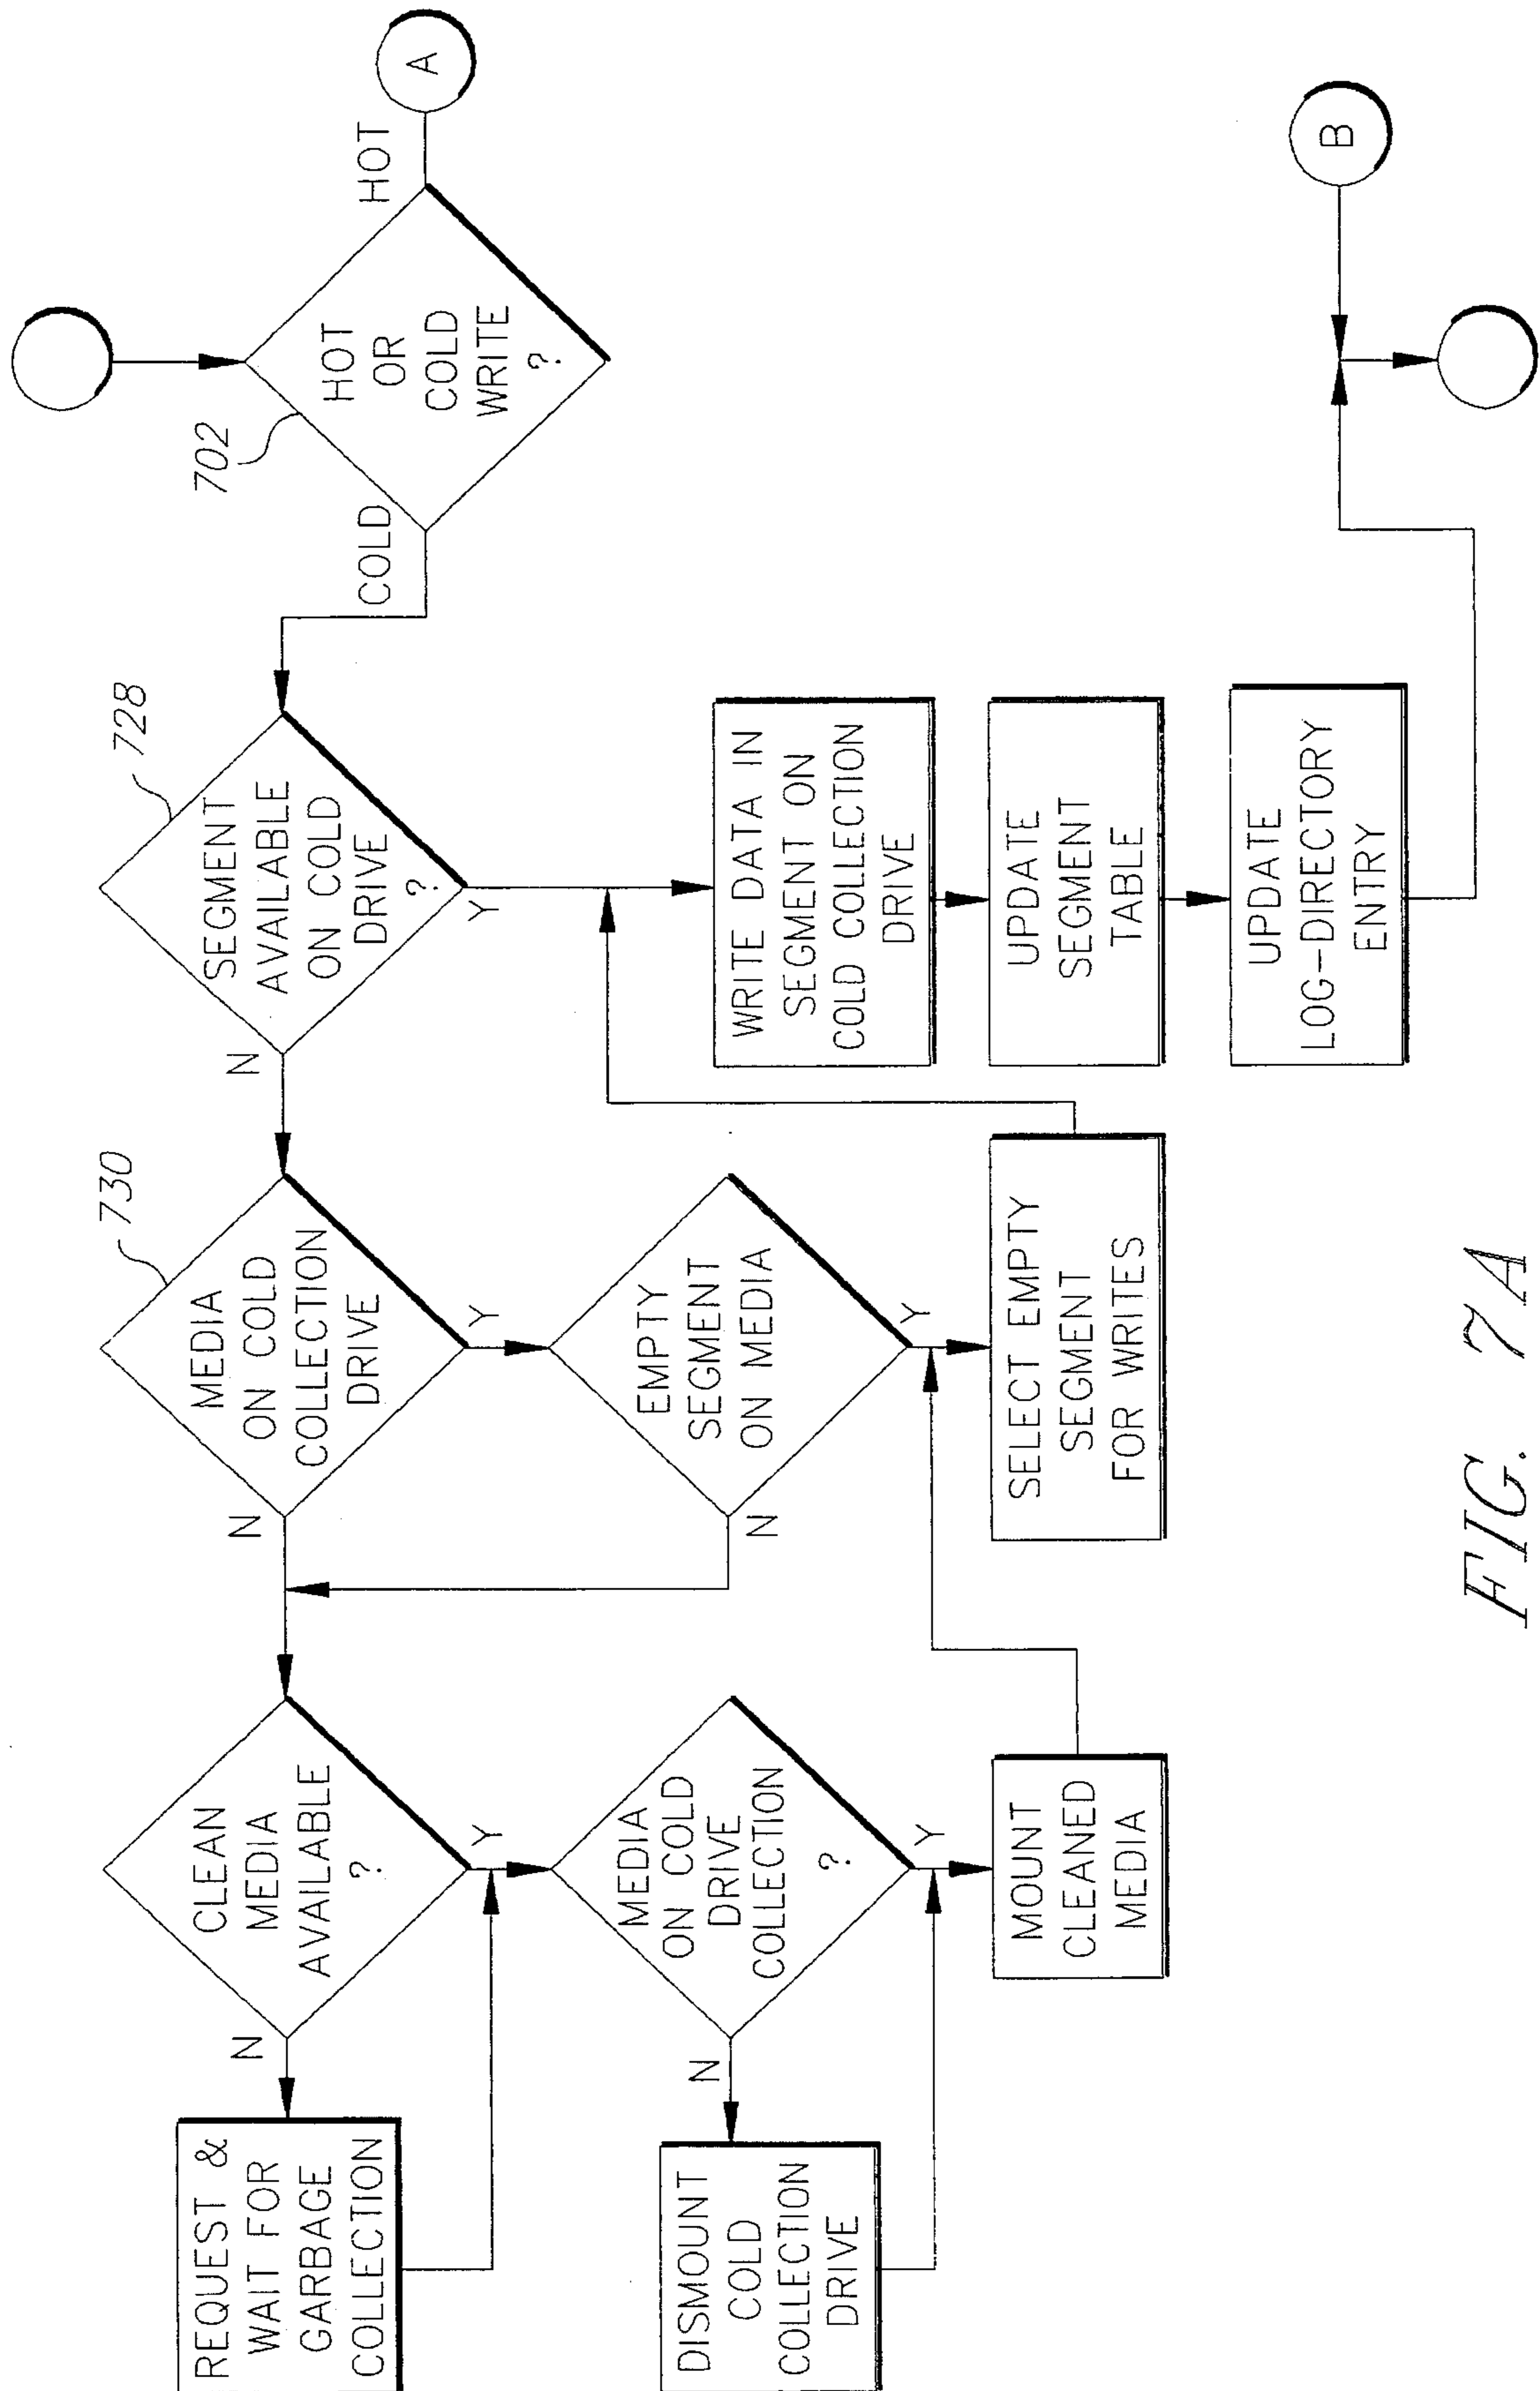 HOT
OR
COLD
WRITE
?
702
COLD
HOT
A
SEGMENT
AVAILABLE
ON COLD
DRIVE
?
728
N
Y
MEDIA
ON COLD
COLLECTION
DRIVE
730
N
Y
CLEAN
MEDIA
AVAILABLE
?
N
Y
REQUEST &
WAIT FOR
GARBAGE
COLLECTION
EMPTY
SEGMENT
ON MEDIA
N
Y
MEDIA
ON COLD
DRIVE
COLLECTION
?
N
Y
DISMOUNT
COLD
COLLECTION
DRIVE
MOUNT
CLEANED
MEDIA
SELECT EMPTY
SEGMENT
FOR WRITES
WRITE DATA IN
SEGMENT ON
COLD COLLECTION
DRIVE
UPDATE
SEGMENT
TABLE
UPDATE
LOG-DIRECTORY
ENTRY
B
FIG. 7A